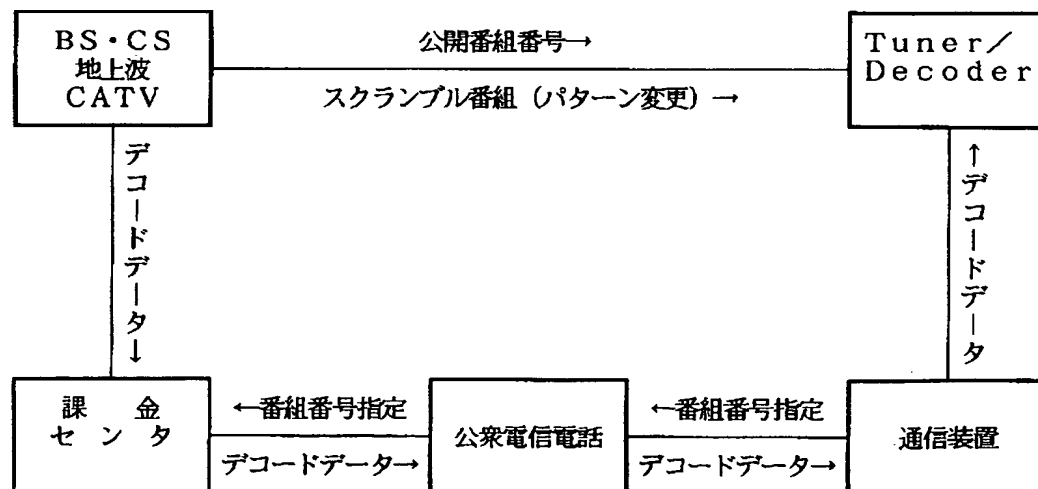 BS・CS
地上波
CATV
公開番組番号→
スクランブル番組（パターン変更）→
Tuner／
Decoder
デコードデータ↓
↑デコードデータ
課　金
センタ
←番組番号指定
デコードデータ→
公衆電信電話
←番組番号指定
デコードデータ→
通信装置